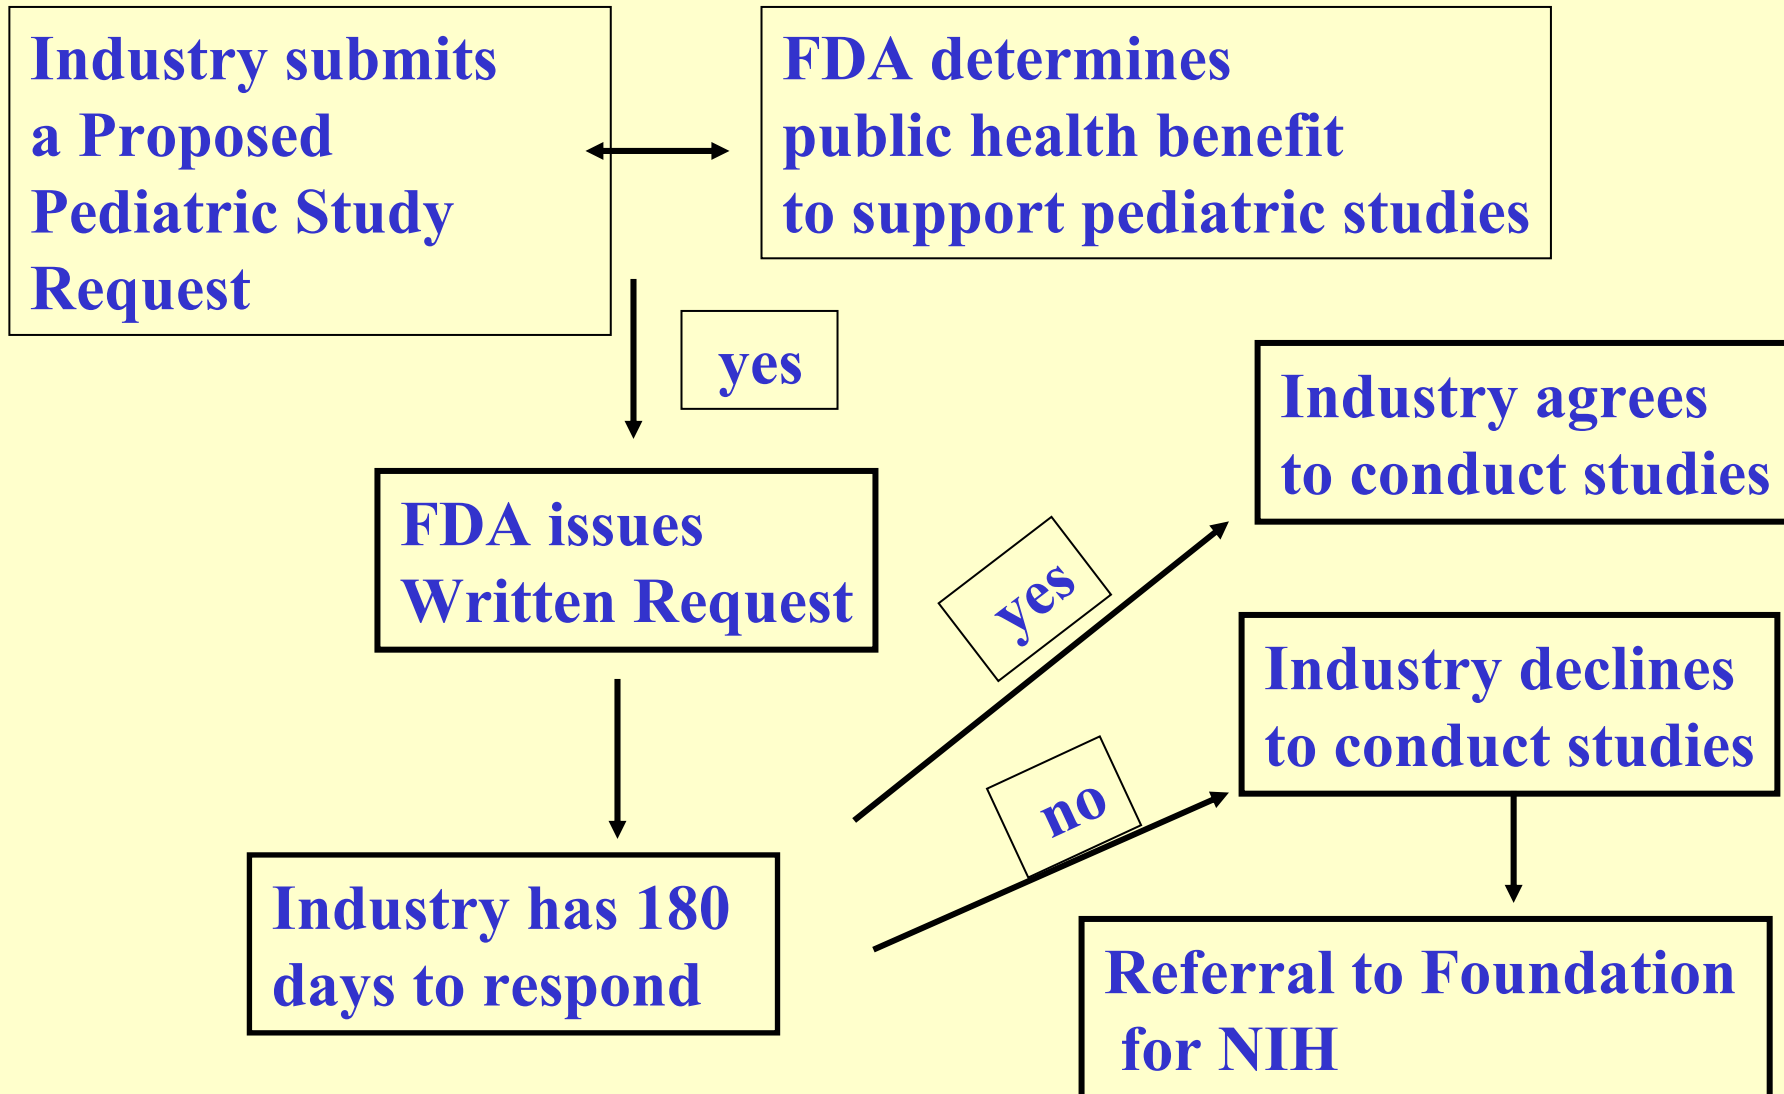 Industry submits
a Proposed
Pediatric Study
Request
FDA determines
public health benefit
to support pediatric studies
yes
FDA issues
Written Request
Industry has 180
days to respond
yes
Industry agrees
to conduct studies
no
Industry declines
to conduct studies
Referral to Foundation
for NIH